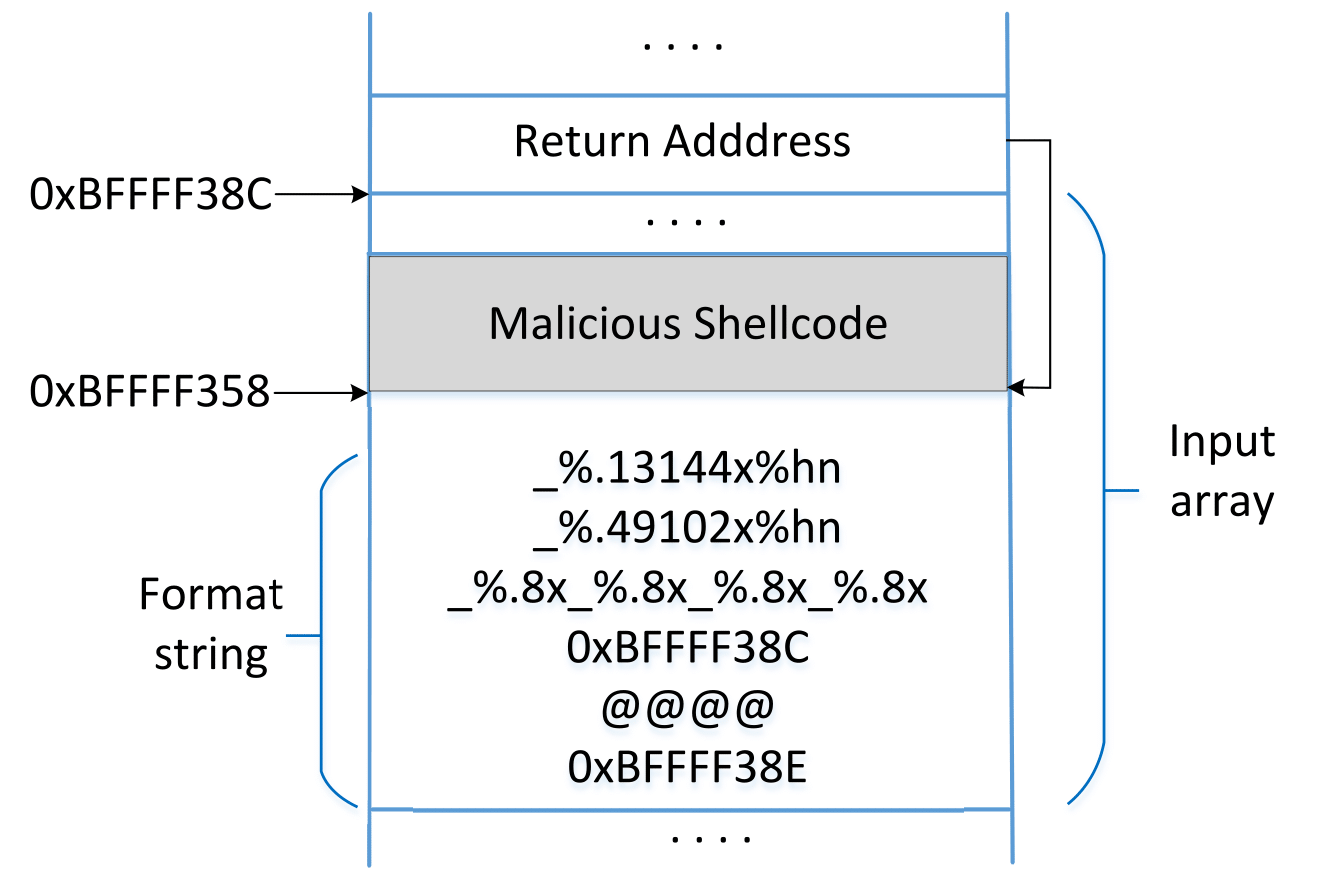 . . . .
Return Adddress
0xBFFFF38C
. . . .
Malicious Shellcode
0xBFFFF358
_%.13144x%hn
_%.49102x%hn
_%.8x_%.8x_%.8x_%.8x
0xBFFFF38C
@@@@
0xBFFFF38E
Format
string
Input
array
. . . .